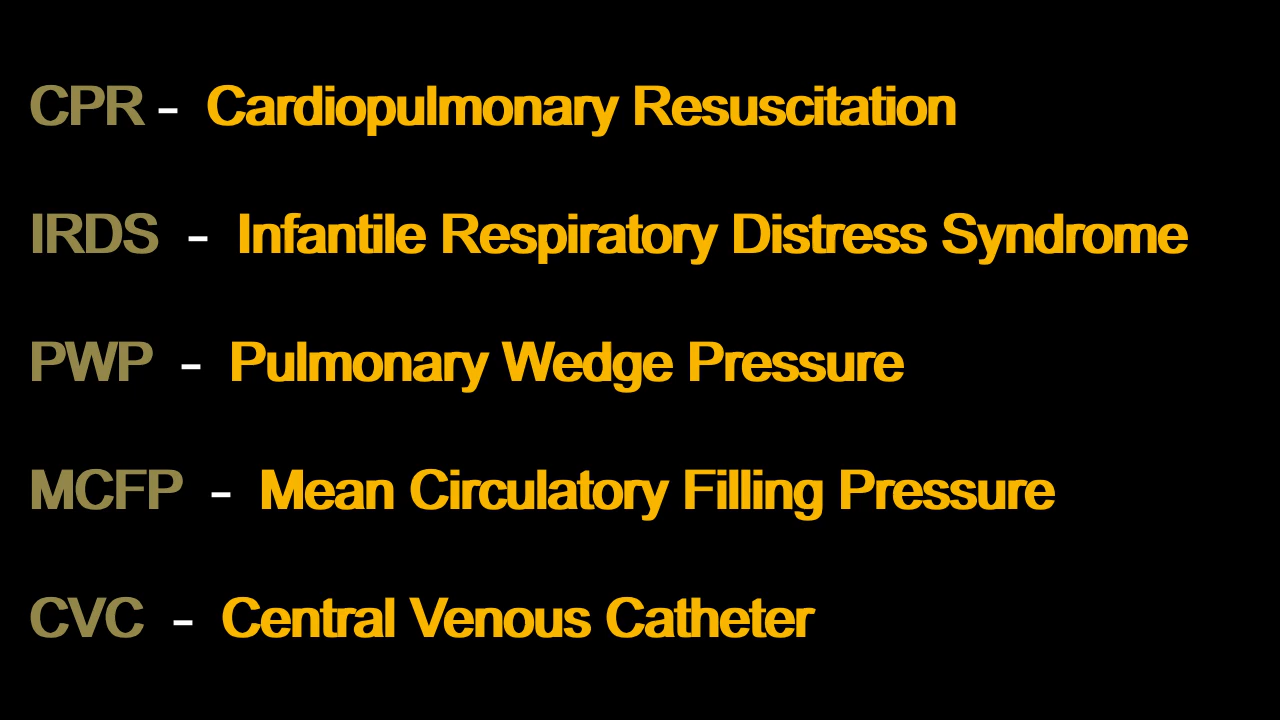 CPR - Cardiopulmonary Resuscitation
IRDS - Infantile Respiratory Distress Syndrome
PWP - Pulmonary Wedge Pressure
MCFP - Mean Circulatory Filling Pressure
CVC - Central Venous Catheter